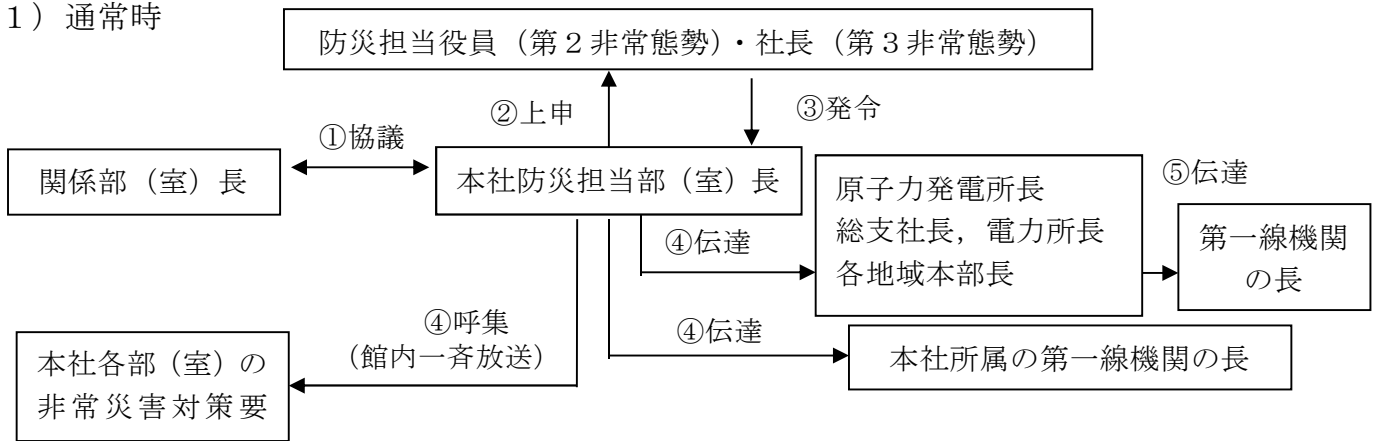 1）通常時
防災担当役員（第２非常態勢）・社長（第３非常態勢）
②上申
③発令
①協議
関係部（室）長
本社防災担当部（室）長
原子力発電所長
総支社長，電力所長
各地域本部長
⑤伝達
第一線機関
の長
④伝達
④呼集
（館内一斉放送）
④伝達
本社各部（室）の
非常災害対策要
本社所属の第一線機関の長